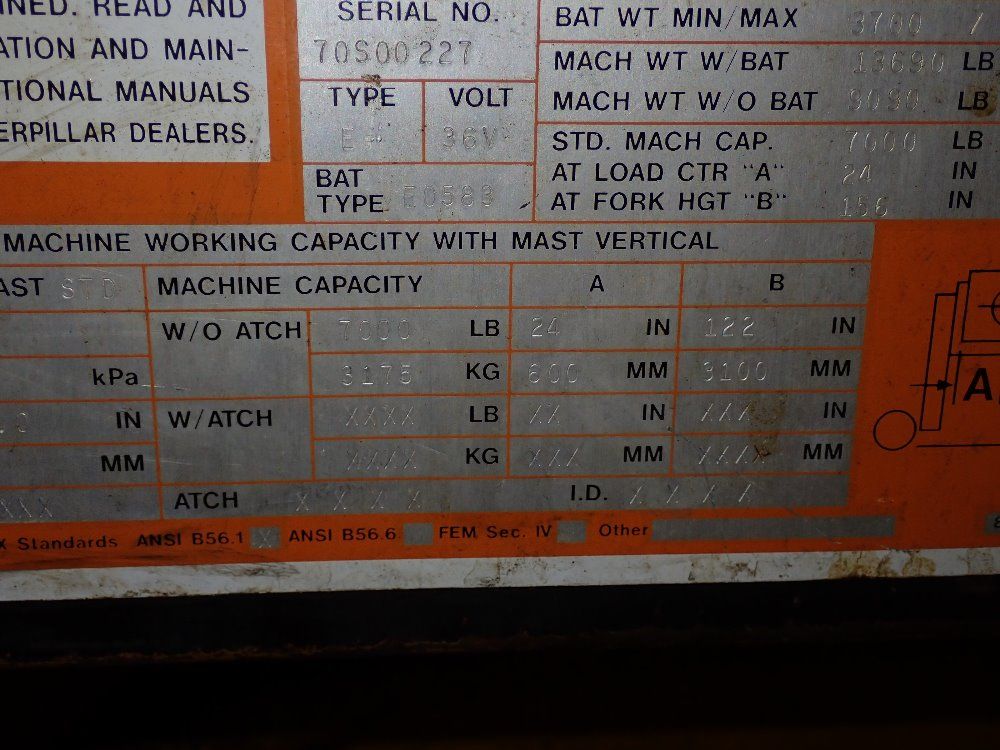 NED. READ AND
ATION AND MAIN-
TIONAL MANUALS
ERPILLAR DEALERS.
SERIAL NO.
70S00227
TYPE VOLT
E 36V
BAT
TYPE E0583
BAT WT MIN/MAX 3700 /
MACH WT W/BAT 13690 LB
MACH WT W/O BAT 9090 LB
STD. MACH CAP. 7000 LB
AT LOAD CTR "A" 24 IN
AT FORK HGT "B" 156 IN
MACHINE WORKING CAPACITY WITH MAST VERTICAL
AST STD MACHINE CAPACITY A B
W/O ATCH 7000 LB 24 IN 122 IN
kPa 3175 KG 600 MM 3100 MM
IN W/ATCH XXXX LB XX IN XXX IN
MM XXXX KG XXX MM XXXX MM
XXX ATCH X X X X I.D. X X X X
X Standards ANSI B56.1 X ANSI B56.6 FEM Sec. IV Other
A